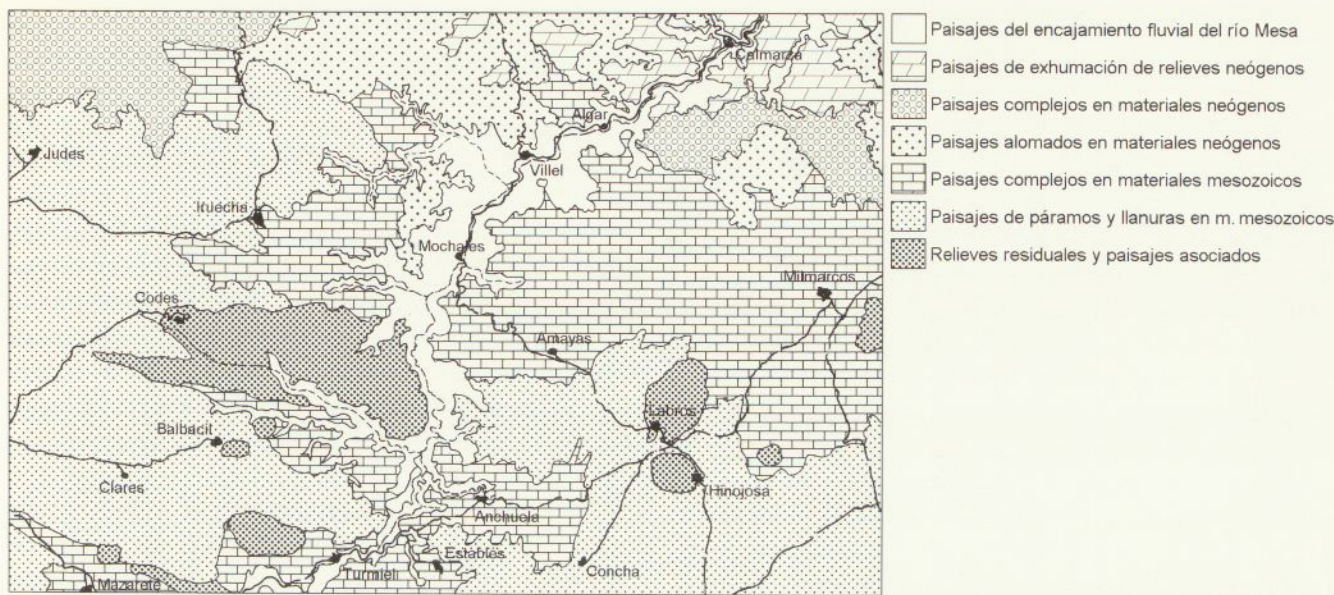 Paisajes del encajamiento fluvial del río Mesa
Paisajes de exhumación de relieves neógenos
Paisajes complejos en materiales neógenos
Paisajes alomados en materiales neógenos
Paisajes complejos en materiales mesozoicos
Paisajes de páramos y llanuras en m. mesozoicos
Relieves residuales y paisajes asociados
Calmarza
Algar
Judes
Villel
Iruecha
Mochales
Milmarcos
Codes
Amayas
Labros
Balbacil
Clares
Hinojosa
Anchuela
Establés
Turmiel
Concha
Mazarete